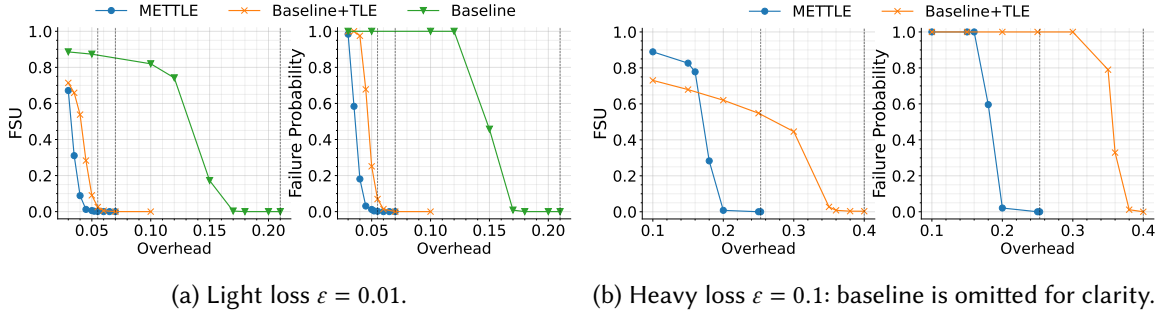 METTLE Baseline+TLE Baseline
METTLE Baseline+TLE
FSU
1.0
0.8
0.6
0.4
0.2
0.0
0.05 0.10 0.15 0.20
Overhead
Failure Probability
1.0
0.8
0.6
0.4
0.2
0.0
0.05 0.10 0.15 0.20
Overhead
FSU
1.0
0.8
0.6
0.4
0.2
0.0
0.1 0.2 0.3 0.4
Overhead
Failure Probability
1.0
0.8
0.6
0.4
0.2
0.0
0.1 0.2 0.3 0.4
Overhead
(a) Light loss ε = 0.01.
(b) Heavy loss ε = 0.1: baseline is omitted for clarity.